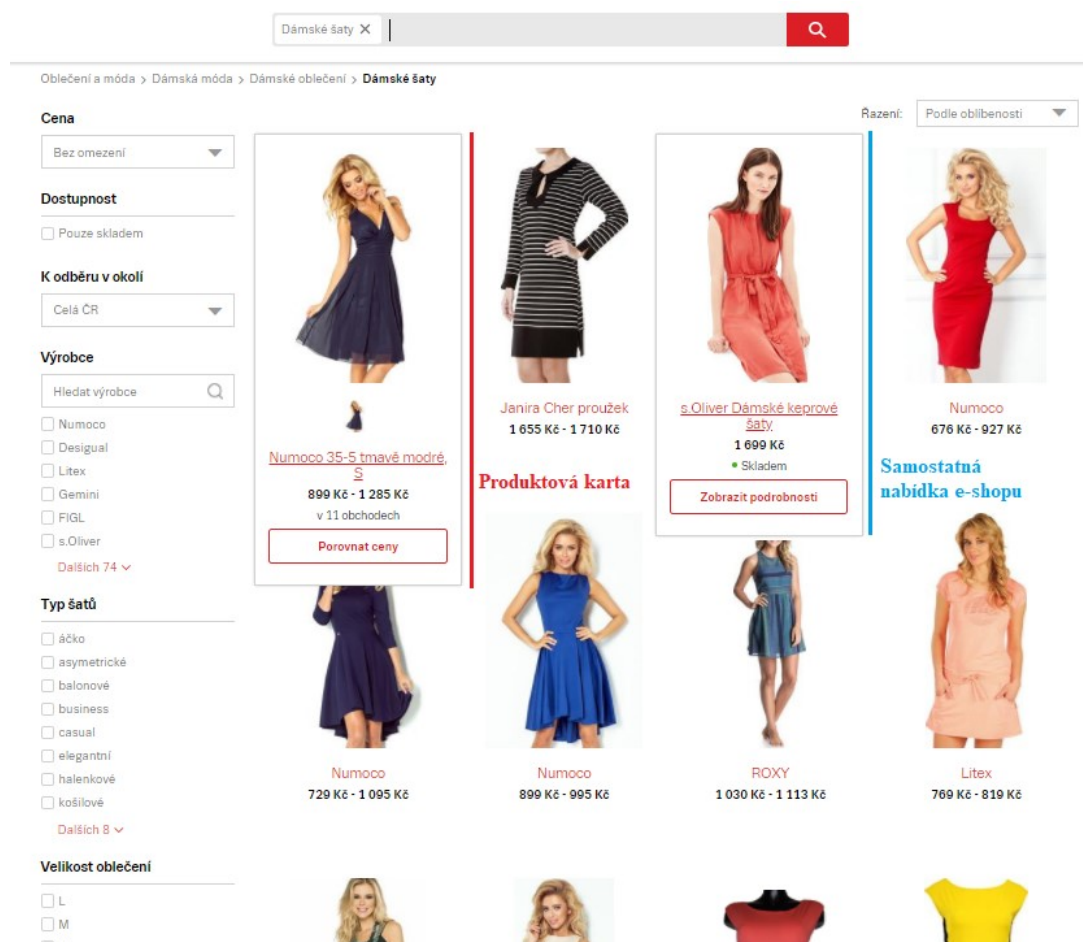 Dámské šaty ✕
Oblečení a móda > Dámská móda > Dámské oblečení > Dámské šaty
Cena
Bez omezení
Dostupnost
Pouze skladem
K odběru v okolí
Celá ČR
Výrobce
Hledat výrobce
Numoco
Desigual
Litex
Gemini
FIGL
s.Oliver
Dalších 74
Typ šatů
áčko
asymetrické
balonové
business
casual
elegantní
halenkové
košilové
Dalších 8
Velikost oblečení
L
M
Řazení: Podle oblíbenosti
Numoco 35-5 tmavě modré,
S
899 Kč - 1 285 Kč
v 11 obchodech
Porovnat ceny
Janira Cher proužek
1 655 Kč - 1 710 Kč
Produktová karta
s.Oliver Dámské keprové
šaty
1 699 Kč
• Skladem
Zobrazit podrobnosti
Numoco
676 Kč - 927 Kč
Samostatná
nabídka e-shopu
Numoco
729 Kč - 1 095 Kč
Numoco
899 Kč - 995 Kč
ROXY
1 030 Kč - 1 113 Kč
Litex
769 Kč - 819 Kč